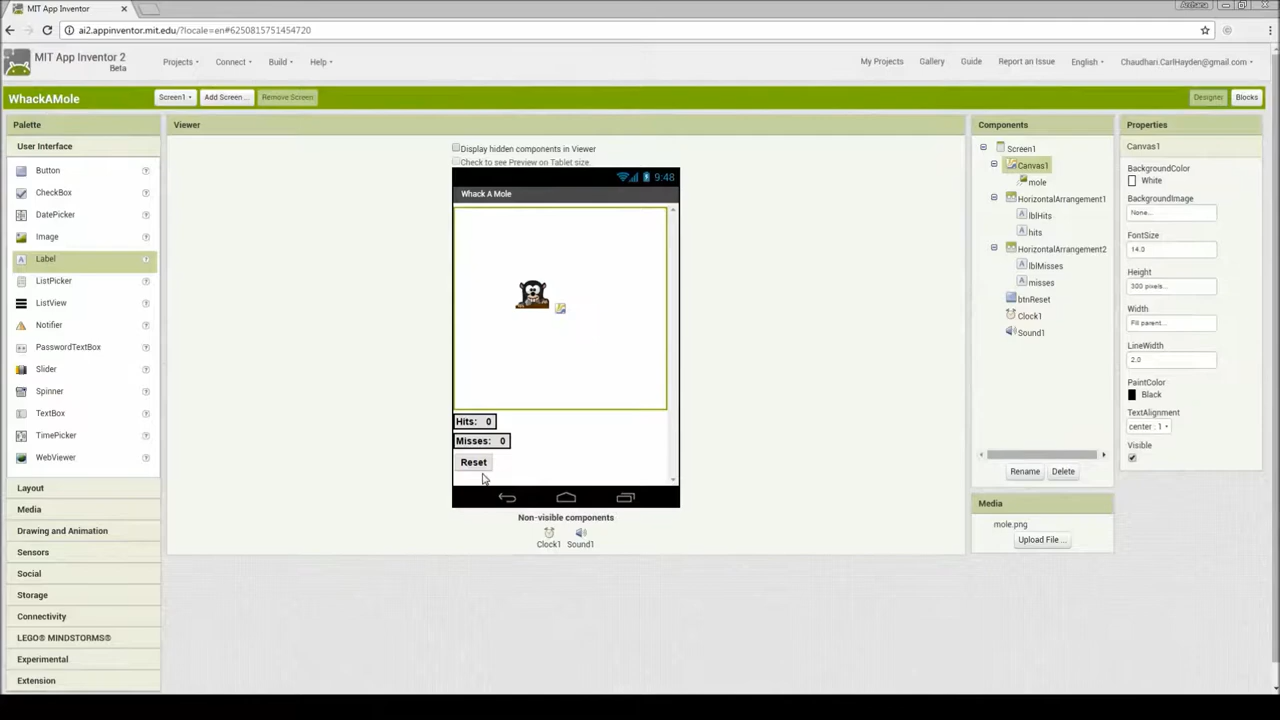 MIT App Inventor 2
ai2.appinventor.mit.edu/?locale=en#6250815751454720
MIT App Inventor 2
Beta
Projects
Connect
Build
Help
My Projects
Gallery
Guide
Report an Issue
English
Chaudhari.CarlHayden@gmail.com
WhackAMole
Screen1
Add Screen ...
Remove Screen
Designer
Blocks
Palette
User Interface
Button
CheckBox
DatePicker
Image
Label
ListPicker
ListView
Notifier
PasswordTextBox
Slider
Spinner
TextBox
TimePicker
WebViewer
Layout
Media
Drawing and Animation
Sensors
Social
Storage
Connectivity
LEGO® MINDSTORMS®
Experimental
Extension
Viewer
Display hidden components in Viewer
Check to see Preview on Tablet size.
9:48
Whack A Mole
Hits: 0
Misses: 0
Reset
Non-visible components
Clock1
Sound1
Components
Screen1
Canvas1
mole
HorizontalArrangement1
lblHits
hits
HorizontalArrangement2
lblMisses
misses
btnReset
Clock1
Sound1
Rename
Delete
Media
mole.png
Upload File ...
Properties
Canvas1
BackgroundColor
White
BackgroundImage
None...
FontSize
14.0
Height
300 pixels...
Width
Fill parent...
LineWidth
2.0
PaintColor
Black
TextAlignment
center : 1
Visible